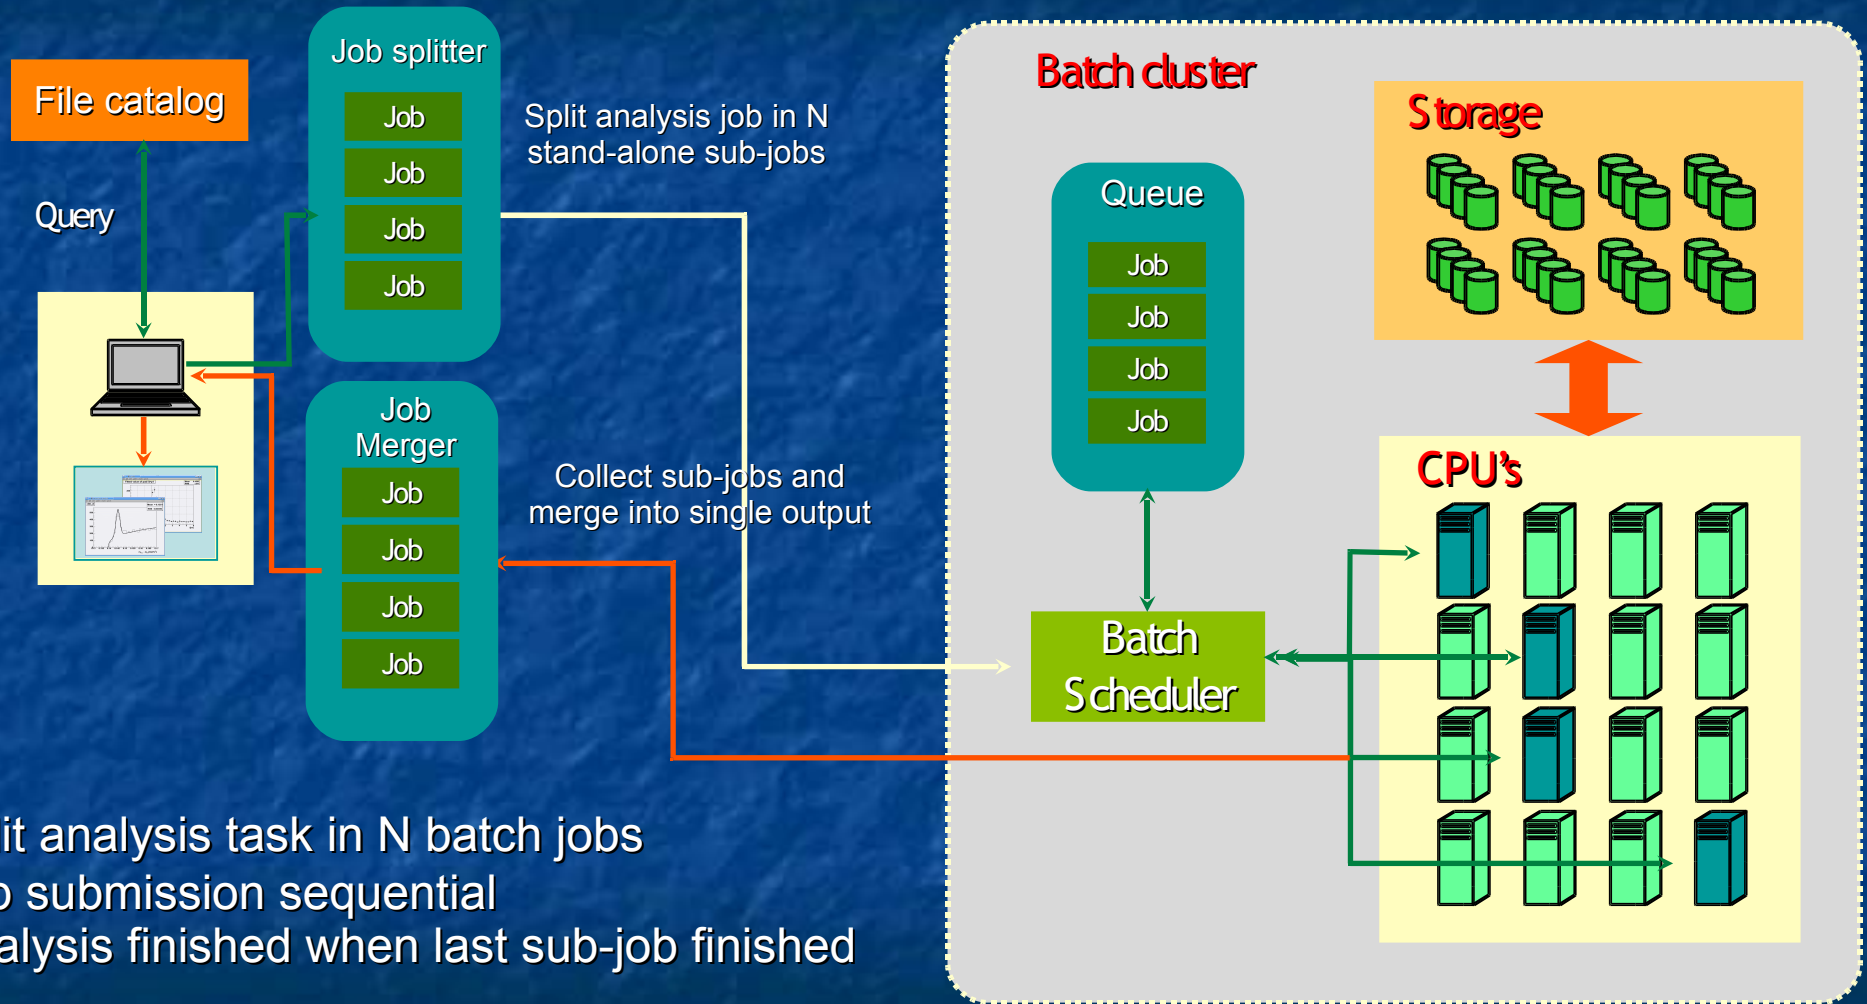 File catalog
Query
Job splitter
Job
Job
Job
Job
Split analysis job in N
stand-alone sub-jobs
Job
Merger
Job
Job
Job
Job
Collect sub-jobs and
merge into single output
Batch cluster
Queue
Job
Job
Job
Job
Batch
Scheduler
Storage
CPU's
analysis task in N batch jobs
submission sequential
finished when last sub-job finished